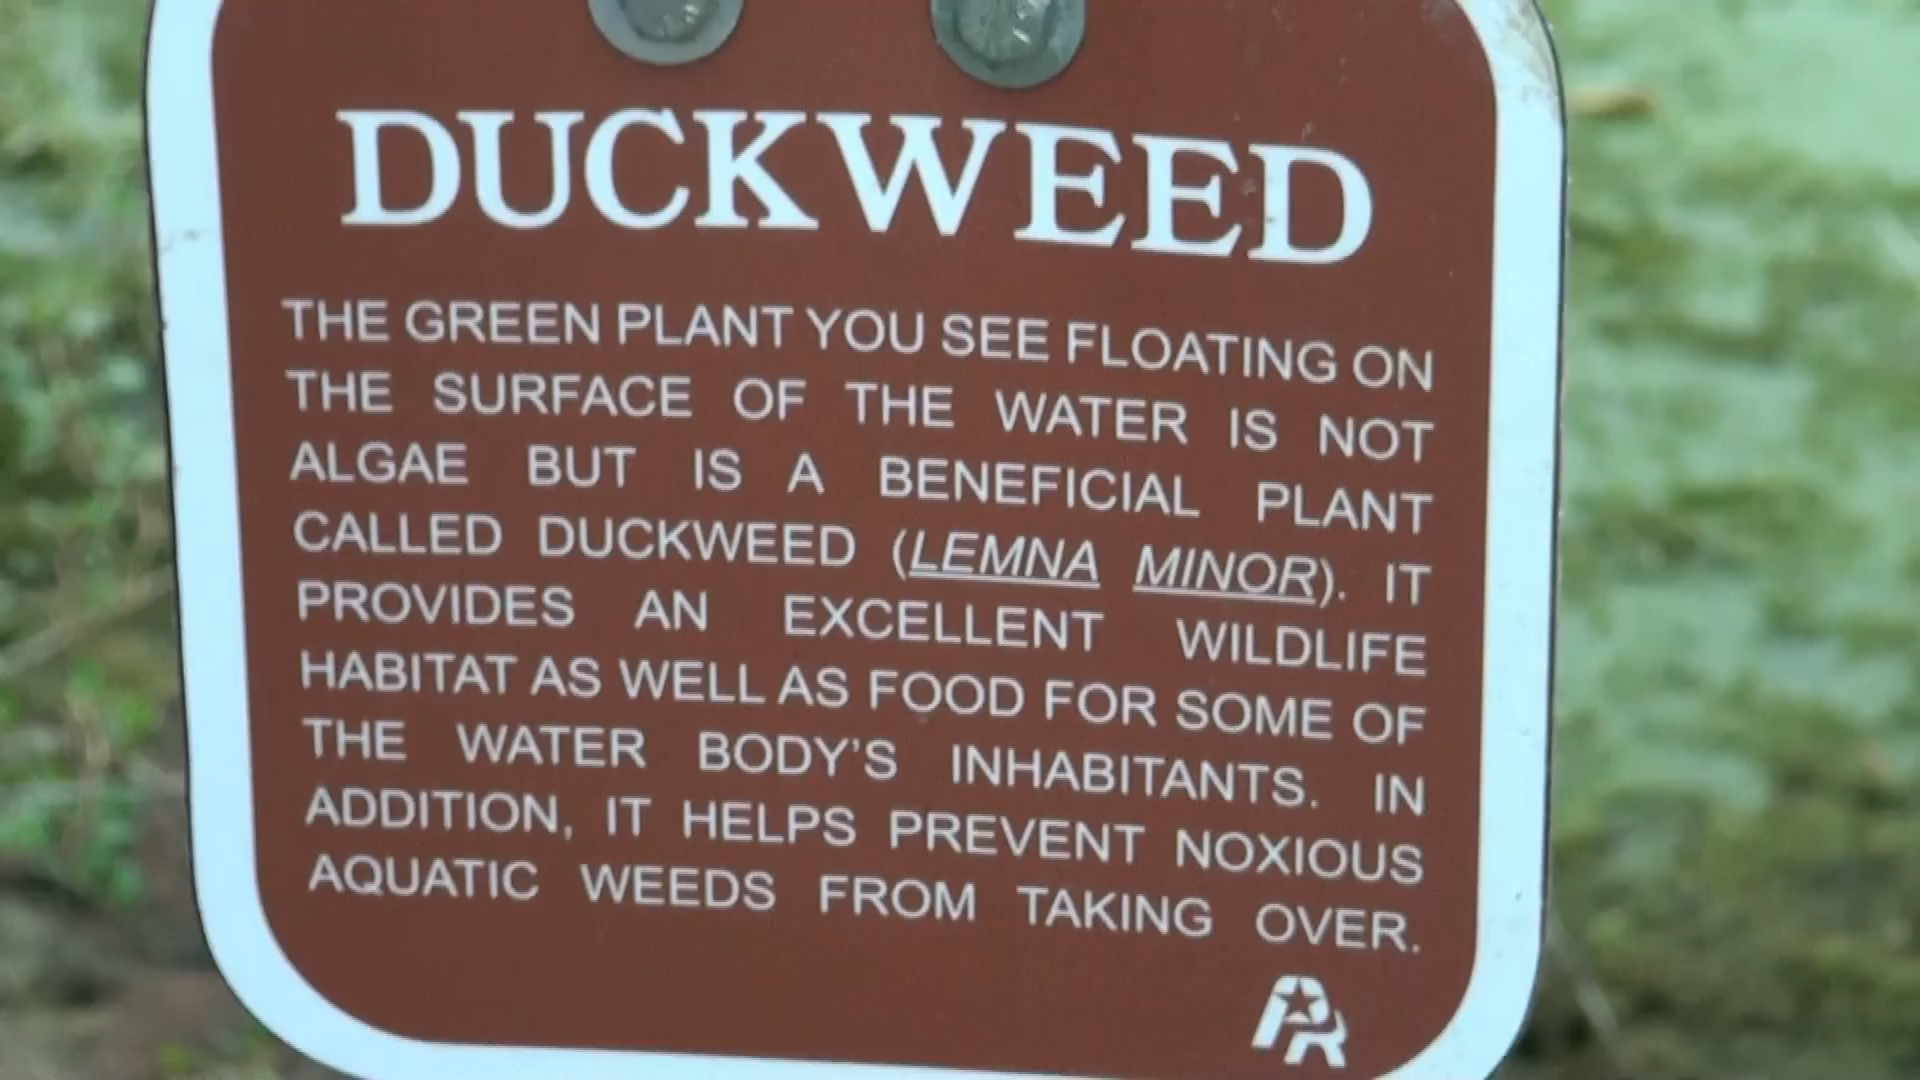 DUCKWEED
THE GREEN PLANT YOU SEE FLOATING ON
THE SURFACE OF THE WATER IS NOT
ALGAE BUT IS A BENEFICIAL PLANT
CALLED DUCKWEED (LEMNA MINOR). IT
PROVIDES AN EXCELLENT WILDLIFE
HABITAT AS WELL AS FOOD FOR SOME OF
THE WATER BODY'S INHABITANTS. IN
ADDITION, IT HELPS PREVENT NOXIOUS
AQUATIC WEEDS FROM TAKING OVER.
PR